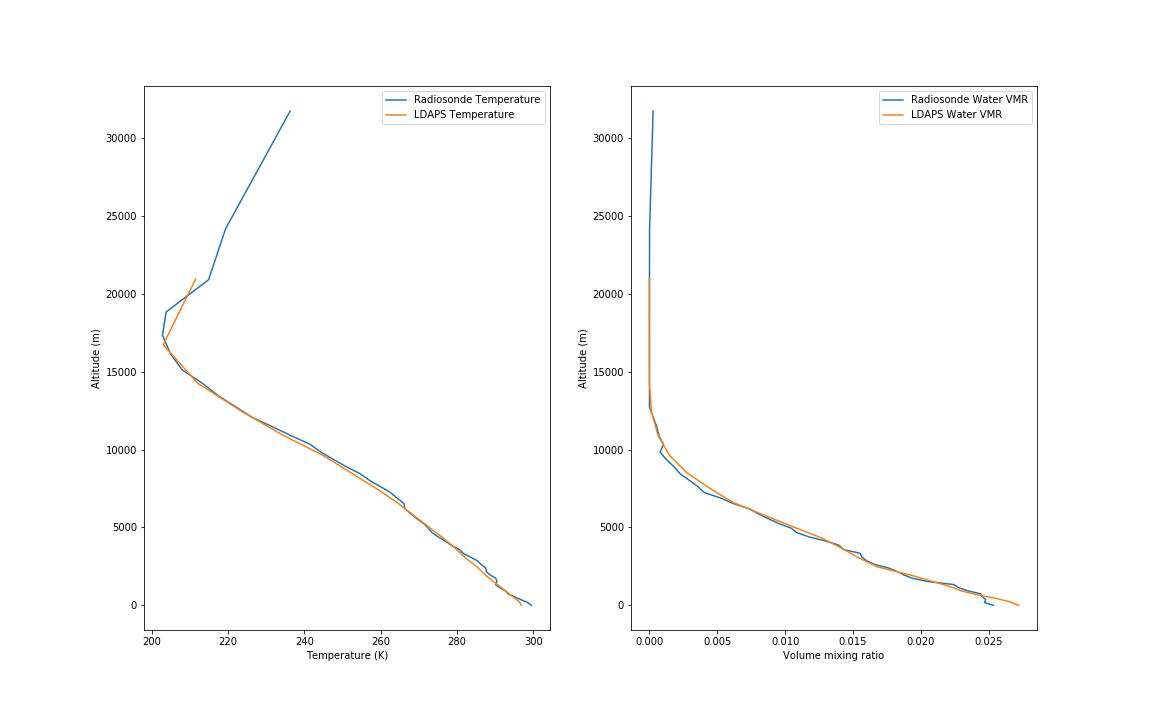 Radiosonde Temperature
LDAPS Temperature
30000
25000
20000
15000
10000
5000
0
Altitude (m)
200 220 240 260 280 300
Temperature (K)
Radiosonde Water VMR
LDAPS Water VMR
30000
25000
20000
15000
10000
5000
0
Altitude (m)
0.000 0.005 0.010 0.015 0.020 0.025
Volume mixing ratio